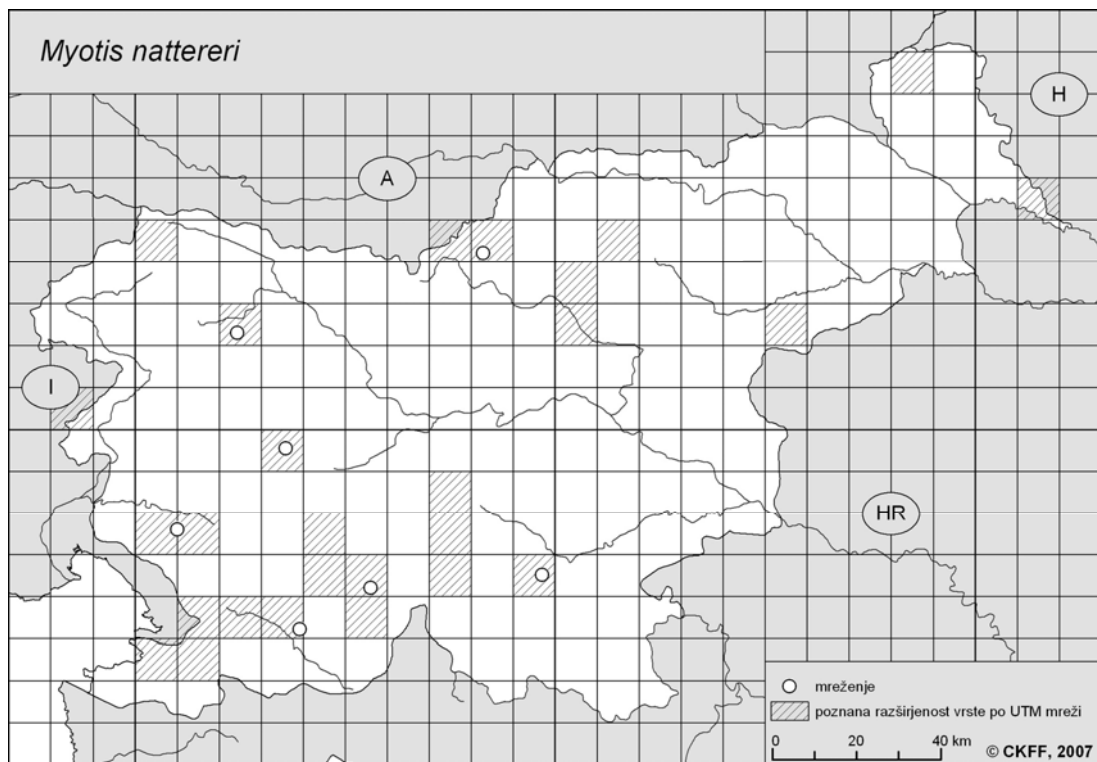 Myotis nattereri
H
A
I
HR
mreženje
poznana razširjenost vrste po UTM mreži
0 20 40 km
© CKFF, 2007